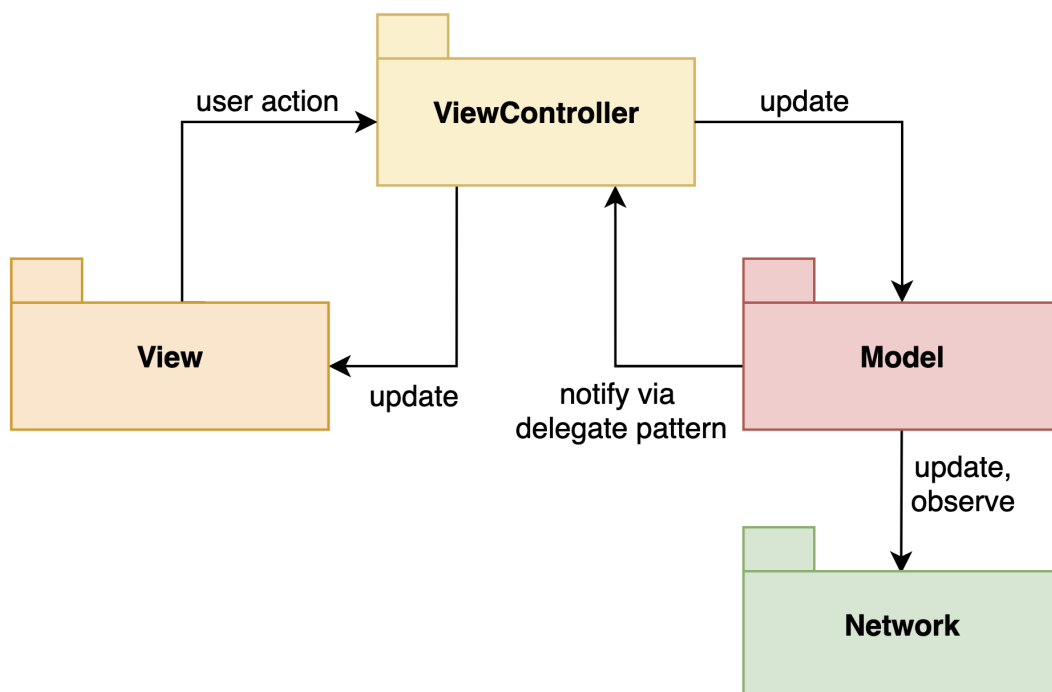 user action
ViewController
update
View
update
notify via
delegate pattern
Model
update,
observe
Network